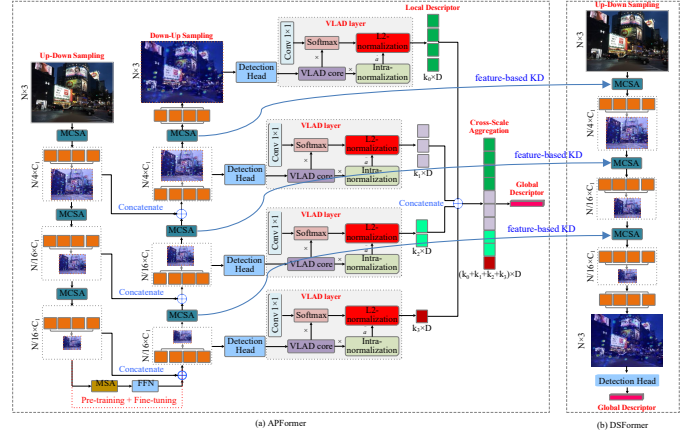 Up-Down Sampling
N×3
MCSA
N/4×C₁
MCSA
N/16×C₁
MCSA
N/16×C₁
MSA
FFN
Pre-training + Fine-tuning
Concatenate
Concatenate
Concatenate
Down-Up Sampling
N×3
MCSA
N/4×C₁
MCSA
N/16×C₁
MCSA
N/16×C₁
Detection
Head
VLAD layer
Conv 1×1
Softmax
L2-
normalization
VLAD core
Intra-
normalization
×
×
a
Local Descriptor
k₀×D
Detection
Head
VLAD layer
Conv 1×1
Softmax
L2-
normalization
VLAD core
Intra-
normalization
×
×
a
k₁×D
Detection
Head
VLAD layer
Conv 1×1
Softmax
L2-
normalization
VLAD core
Intra-
normalization
×
×
a
k₂×D
Detection
Head
VLAD layer
Conv 1×1
Softmax
L2-
normalization
VLAD core
Intra-
normalization
×
×
a
k₃×D
Concatenate
Cross-Scale
Aggregation
(k₀+k₁+k₂+k₃)×D
Global
Descriptor
feature-based KD
feature-based KD
feature-based KD
(a) APFormer
Up-Down Sampling
N×3
MCSA
N/4×C₁
MCSA
N/16×C₁
MCSA
N/16×C₁
N×3
Detection Head
Global Descriptor
(b) DSFormer